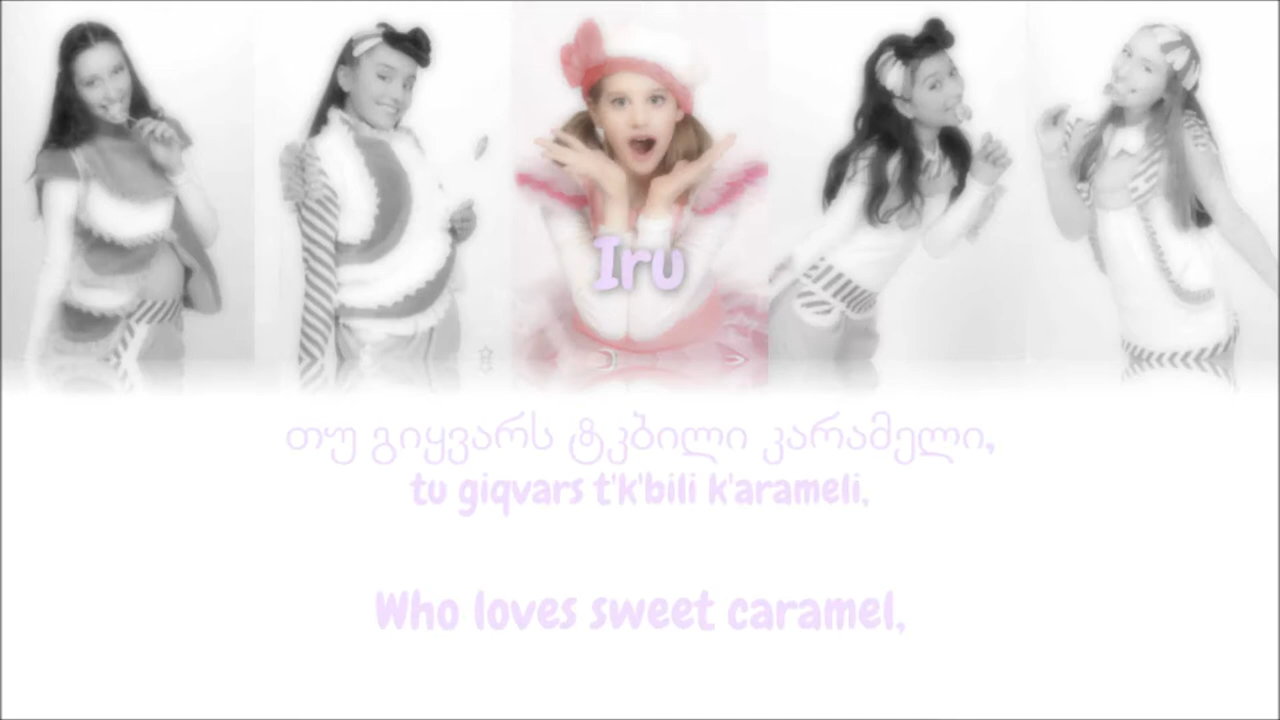 Iru
თუ გიყვარს ტკბილი კარამელი,
tu giqvars t'k'bili k'arameli,
Who loves sweet caramel,